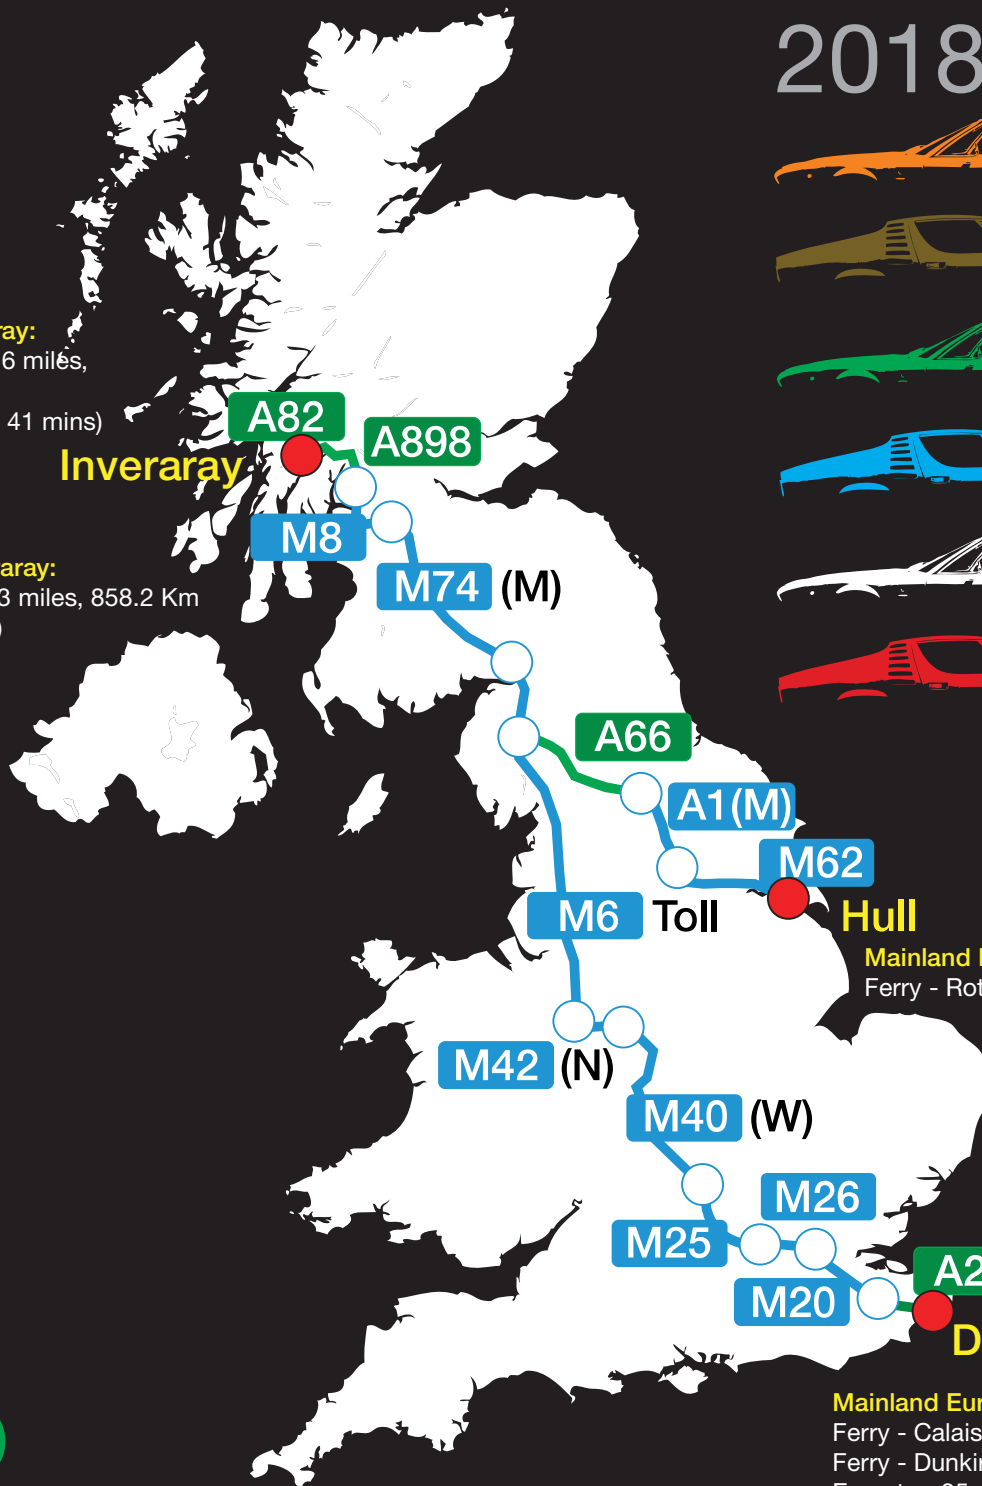 2018
ray:
6 miles,
41 mins)
A82
A898
Inveraray
M8
M74 (M)
aray:
3 miles, 858.2 Km
)
A66
A1(M)
M62
M6 Toll
Hull
Mainland
Ferry - Rot
M42 (N)
M40 (W)
M26
M25
M20
A2
D
Mainland Eur
Ferry - Calais
Ferry - Dunkir